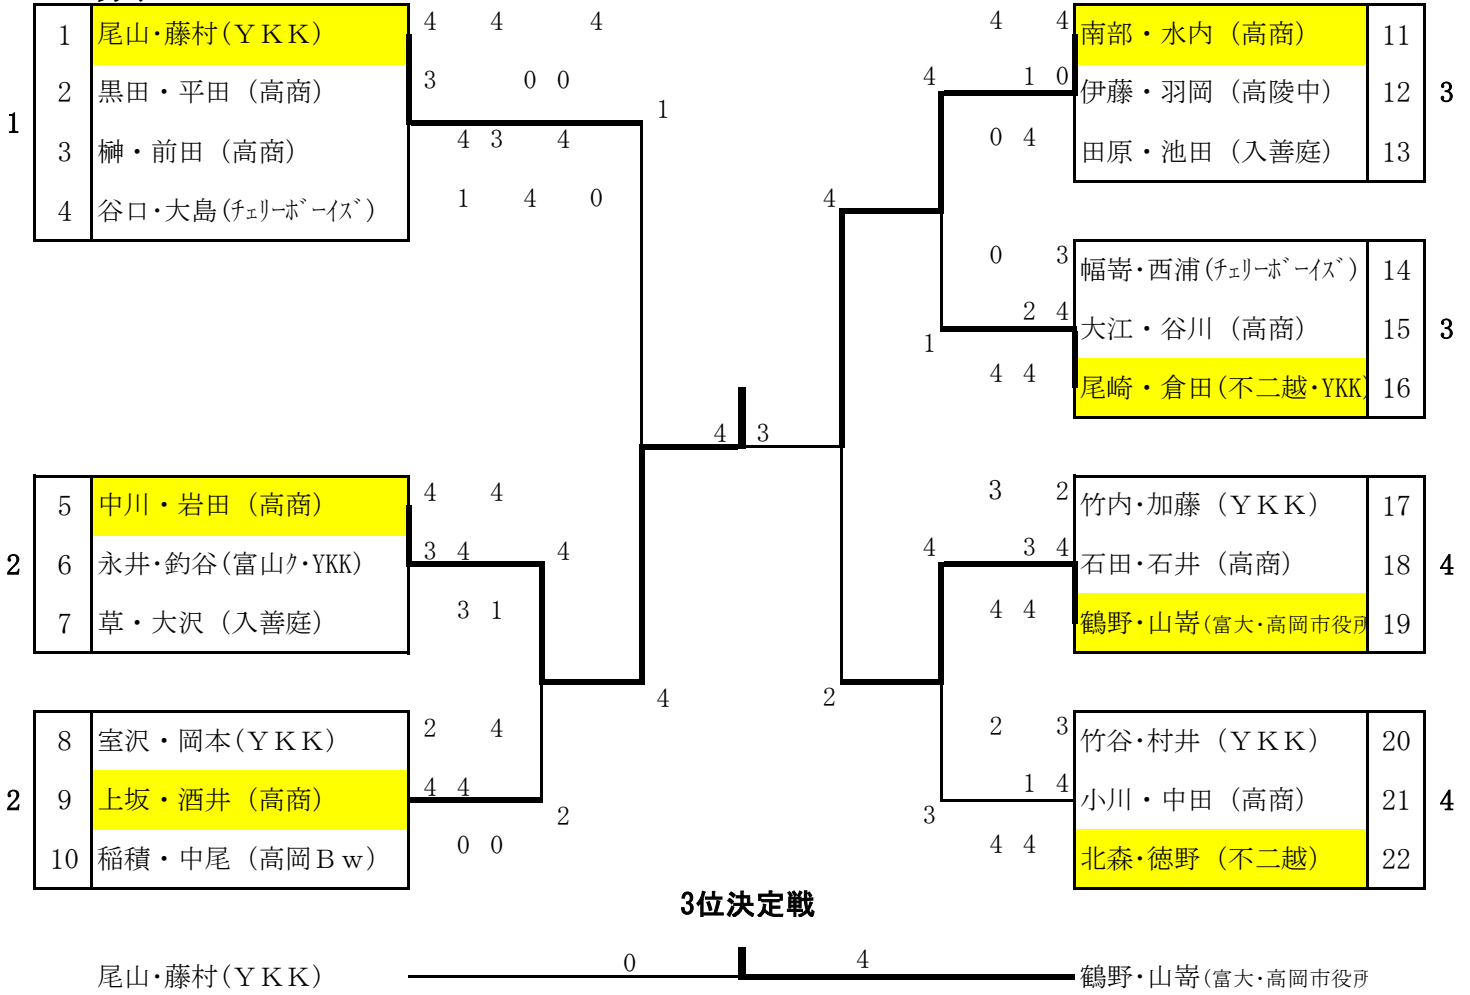 4 4 4
1 尾山・藤村(ＹＫＫ)
3 0 0
2 黒田・平田 (高商)
1
1
4 3 4
3 榊・前田 (高商)
1 4 0
4 谷口・大島(ﾁｪﾘｰﾎﾞｰｲｽﾞ)
4 4
南部・水内 (高商) 11
4
1 0
伊藤・羽岡 (高陵中) 12
3
0 4
田原・池田 (入善庭) 13
4
0 3
幅嵜・西浦(ﾁｪﾘｰﾎﾞｰｲｽﾞ) 14
2 4
大江・谷川 (高商) 15
3
1
4 4
尾崎・倉田(不二越・YKK) 16
4 3
4 4
5 中川・岩田 (高商)
3 4 4
2
6 永井・釣谷(富山ｸ・YKK)
3 1
7 草・大沢 (入善庭)
4
2 4
8 室沢・岡本(ＹＫＫ)
4 4
2
9 上坂・酒井 (高商)
2
0 0
10 稲積・中尾 (高岡Ｂｗ)
3 2
竹内・加藤 (ＹＫＫ) 17
4
3 4
石田・石井 (高商) 18
4
4 4
鶴野・山嵜(富大・高岡市役所 19
2
2 3
竹谷・村井 (ＹＫＫ) 20
1 4
小川・中田 (高商) 21
4
3
4 4
北森・徳野 (不二越) 22
3位決定戦
尾山・藤村(ＹＫＫ) 0 4 鶴野・山嵜(富大・高岡市役所